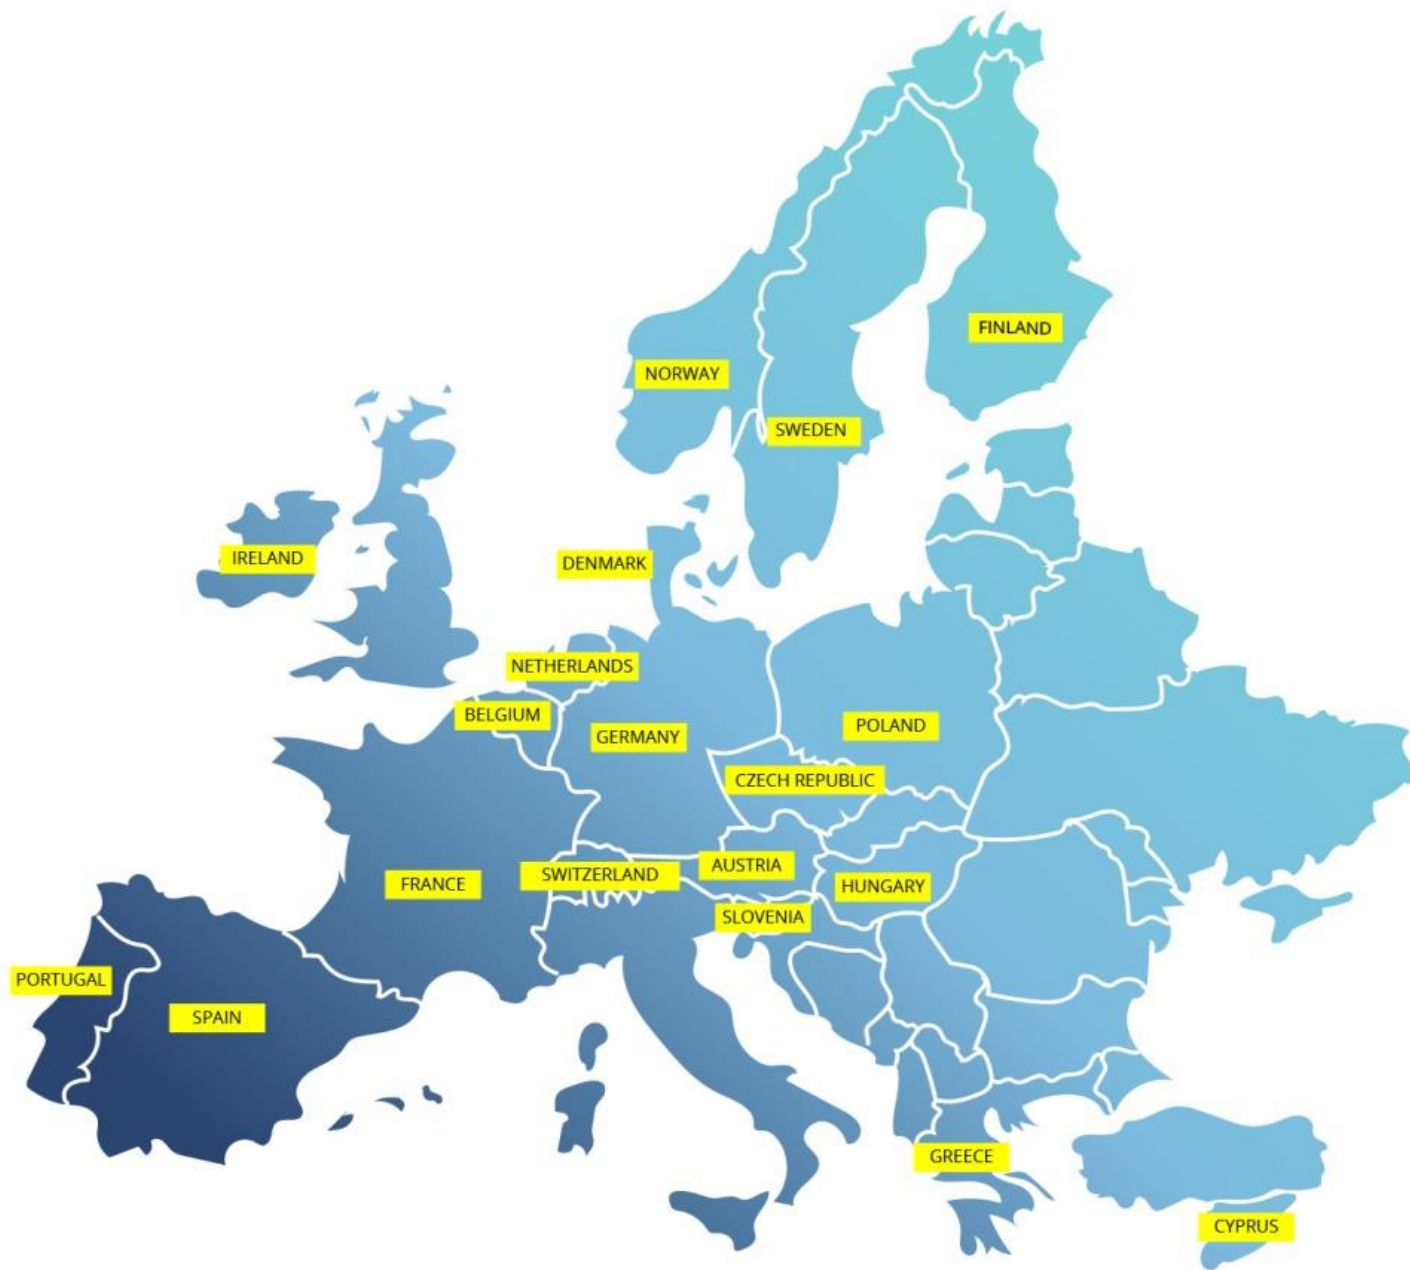 FINLAND
NORWAY
SWEDEN
IRELAND
DENMARK
NETHERLANDS
BELGIUM
GERMANY
POLAND
CZECH REPUBLIC
AUSTRIA
SWITZERLAND
FRANCE
HUNGARY
SLOVENIA
PORTUGAL
SPAIN
GREECE
CYPRUS